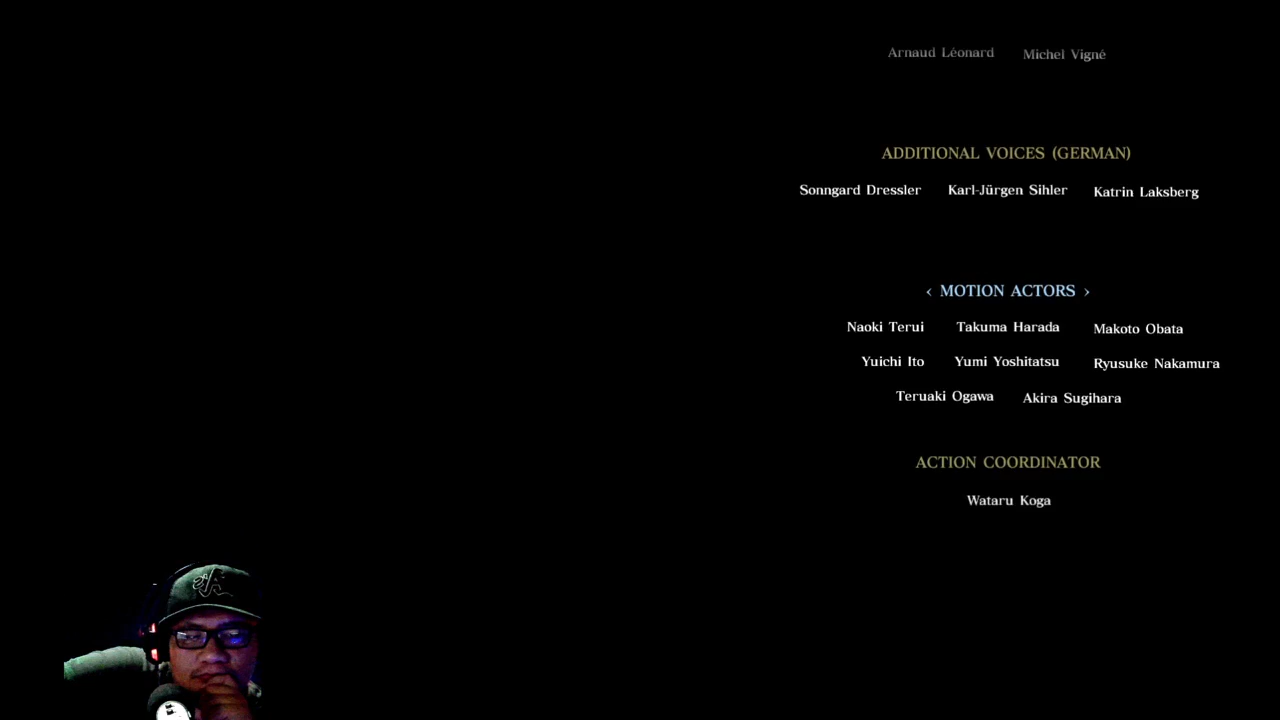 Arnaud Léonard Michel Vigné
ADDITIONAL VOICES (GERMAN)
Sonngard Dressler Karl-Jürgen Sihler Katrin Laksberg
‹ MOTION ACTORS ›
Naoki Terui Takuma Harada Makoto Obata
Yuichi Ito Yumi Yoshitatsu Ryusuke Nakamura
Teruaki Ogawa Akira Sugihara
ACTION COORDINATOR
Wataru Koga